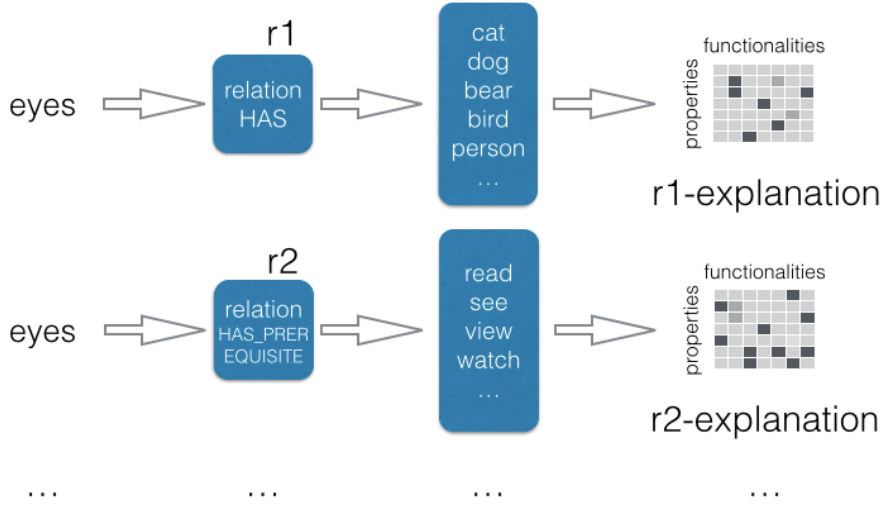 r1
eyes
relation
HAS
cat
dog
bear
bird
person
...
functionalities
properties
r1-explanation
r2
eyes
relation
HAS_PRER
EQUISITE
read
see
view
watch
...
functionalities
properties
r2-explanation
... ... ... ...